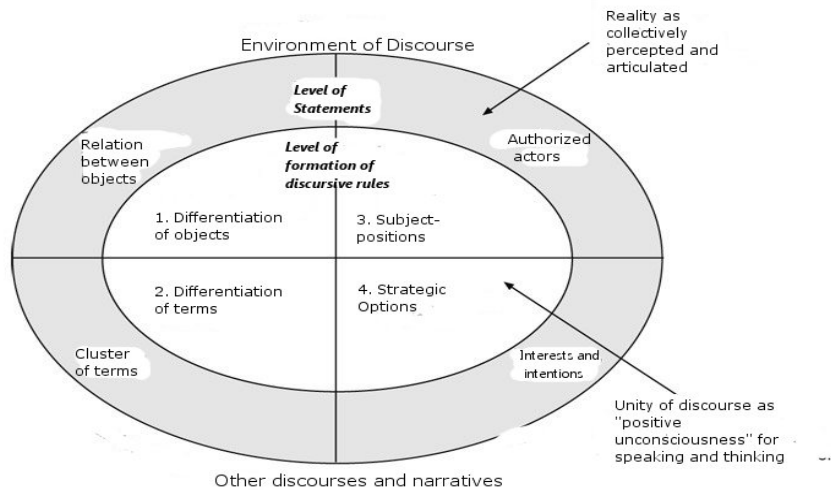 Environment of Discourse
Reality as
collectively
percepted and
articulated
Level of
Statements
Relation
between
objects
Authorized
actors
Level of
formation of
discursive rules
1. Differentiation
of objects
3. Subject-
positions
2. Differentiation
of terms
4. Strategic
Options
Cluster
of terms
Interests and
intentions
Unity of discourse as
"positive
unconsciousness" for
speaking and thinking
Other discourses and narratives